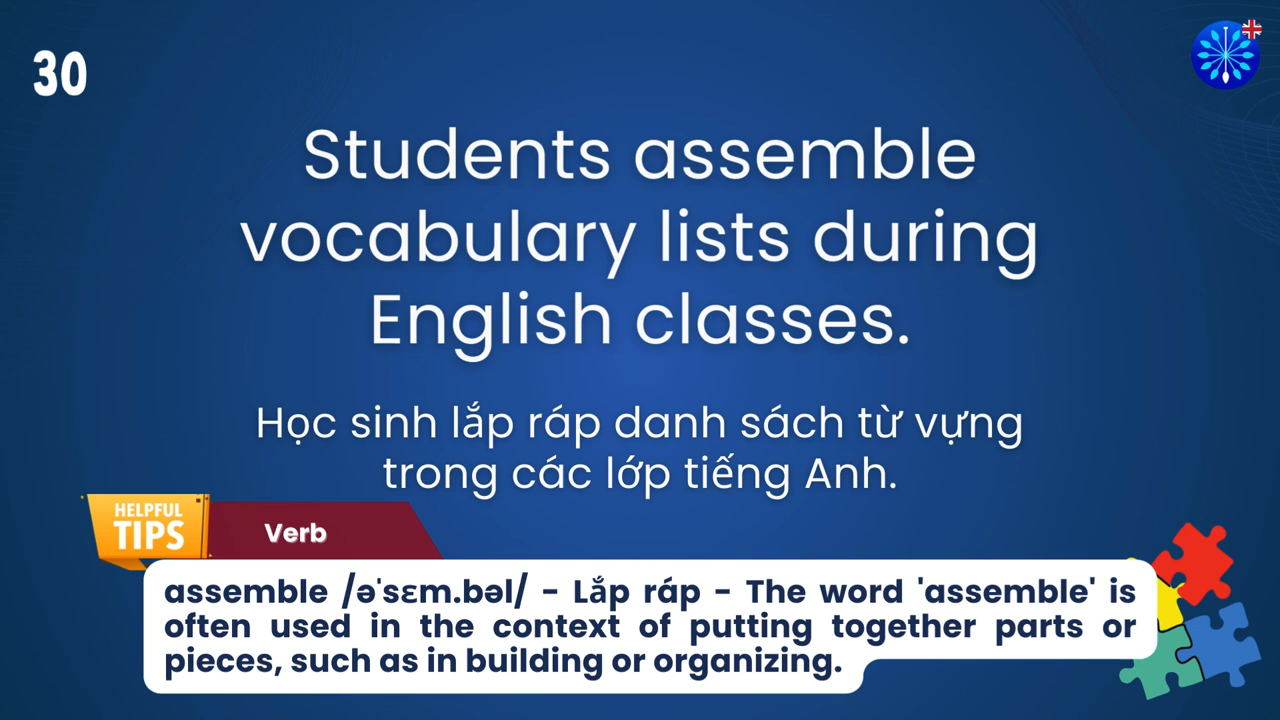 30
Students assemble
vocabulary lists during
English classes.
Học sinh lắp ráp danh sách từ vựng
trong các lớp tiếng Anh.
HELPFUL
TIPS
Verb
assemble /əˈsɛm.bəl/ - Lắp ráp - The word 'assemble' is
often used in the context of putting together parts or
pieces, such as in building or organizing.